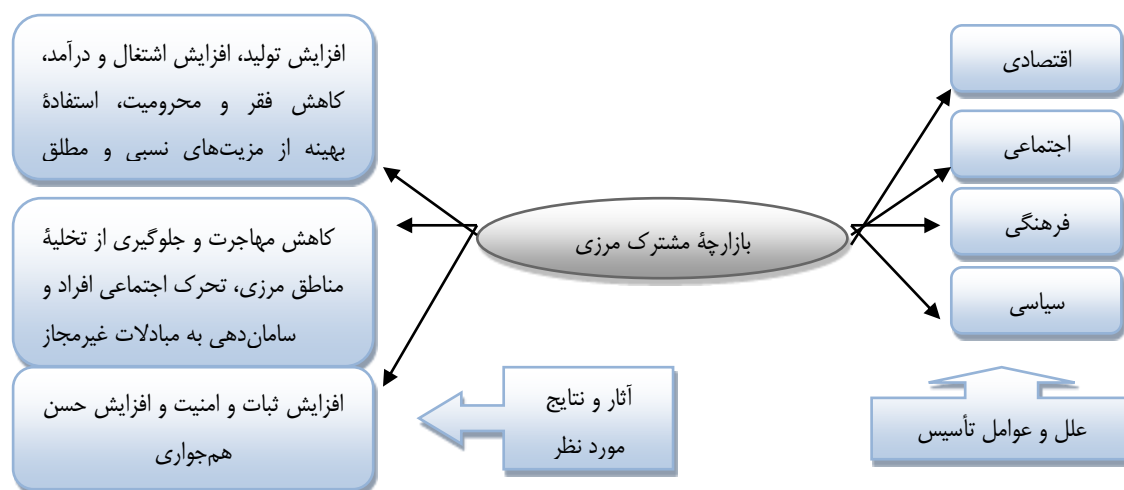 اقتصادی
اجتماعی
فرهنگی
سیاسی
علل و عوامل تأسیس
بازارچهٔ مشترک مرزی
افزایش تولید، افزایش اشتغال و درآمد،
کاهش فقر و محرومیت، استفادهٔ
بهینه از مزیت‌های نسبی و مطلق
کاهش مهاجرت و جلوگیری از تخلیهٔ
مناطق مرزی، تحرک اجتماعی افراد و
سامان‌دهی به مبادلات غیرمجاز
افزایش ثبات و امنیت و افزایش حسن
هم‌جواری
آثار و نتایج
مورد نظر